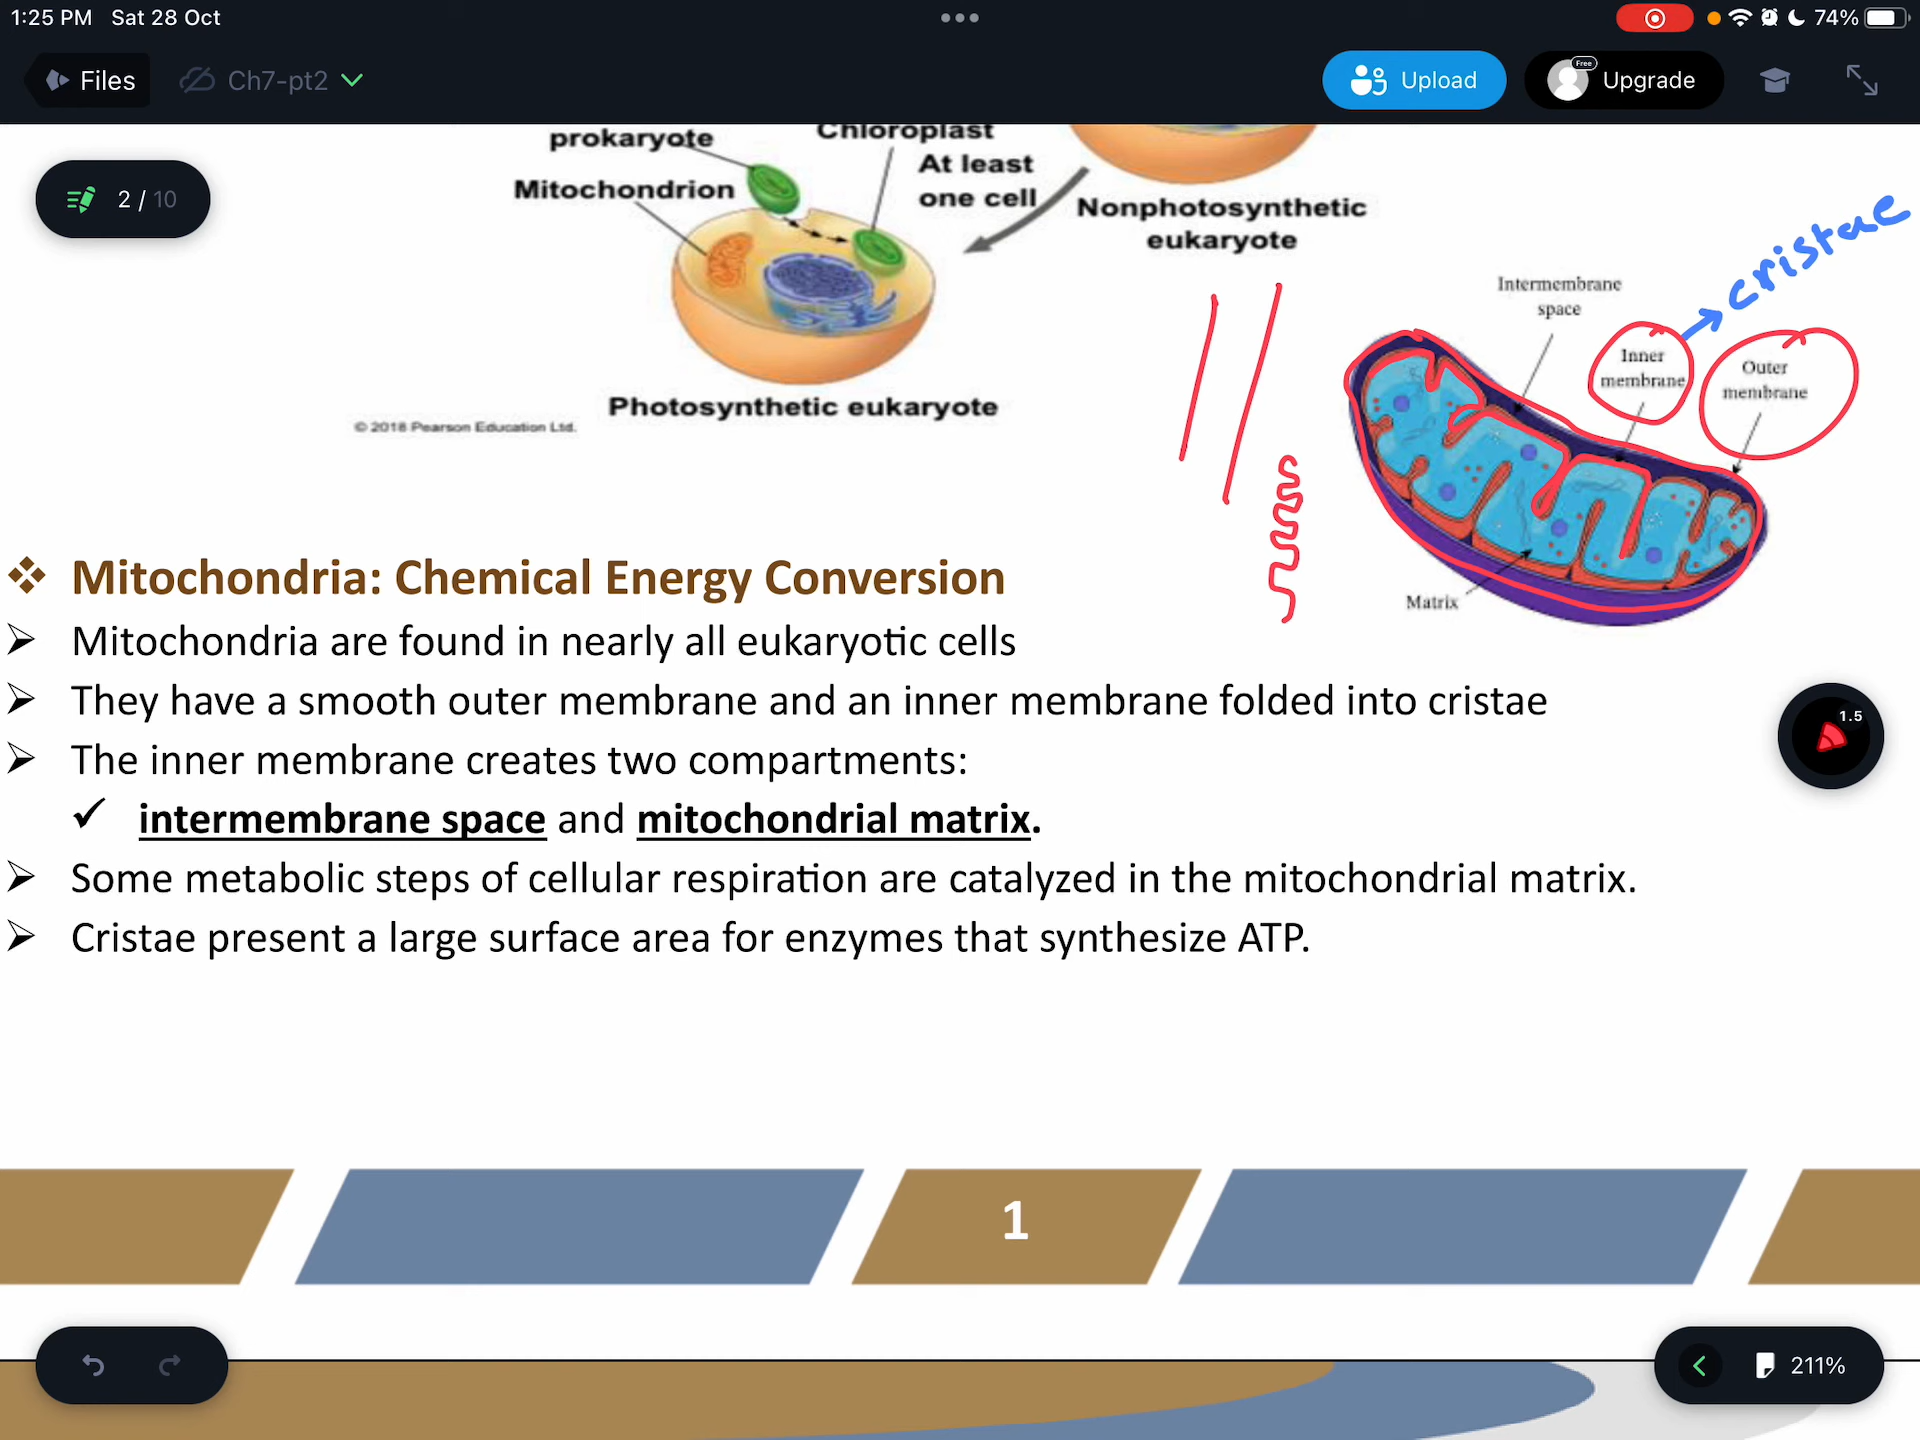 1:25 PM Sat 28 Oct
74%
Files
Ch7-pt2
Upload
Free
Upgrade
2 / 10
prokaryote
Chloroplast
At least
one cell
Mitochondrion
Nonphotosynthetic
eukaryote
Photosynthetic eukaryote
© 2018 Pearson Education Ltd.
cristae
Intermembrane
space
Inner
membrane
Outer
membrane
Matrix
❖ Mitochondria: Chemical Energy Conversion
➢ Mitochondria are found in nearly all eukaryotic cells
➢ They have a smooth outer membrane and an inner membrane folded into cristae
➢ The inner membrane creates two compartments:
✓ intermembrane space and mitochondrial matrix.
➢ Some metabolic steps of cellular respiration are catalyzed in the mitochondrial matrix.
➢ Cristae present a large surface area for enzymes that synthesize ATP.
1.5
1
211%